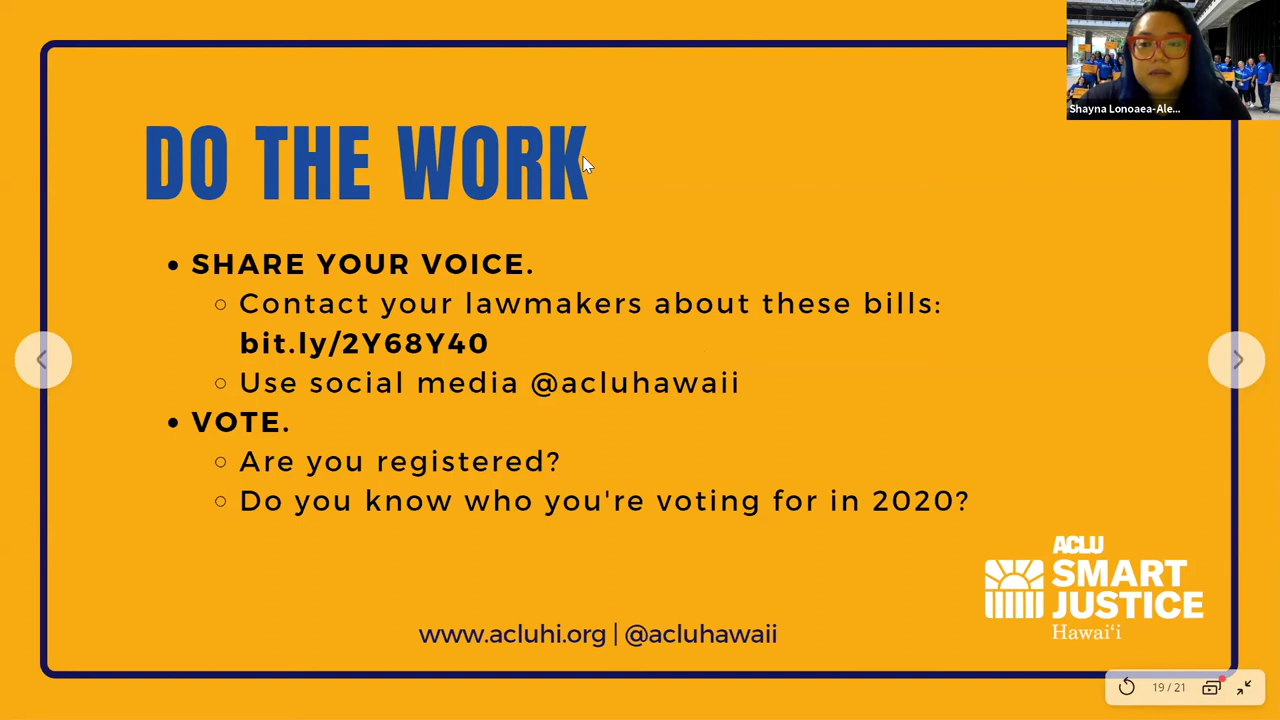 Shayna Lonoaea-Ale...
DO THE WORK
SHARE YOUR VOICE.
Contact your lawmakers about these bills:
bit.ly/2Y68Y40
Use social media @acluhawaii
VOTE.
Are you registered?
Do you know who you're voting for in 2020?
ACLU
SMART
JUSTICE
Hawaiʻi
www.acluhi.org | @acluhawaii
19 / 21